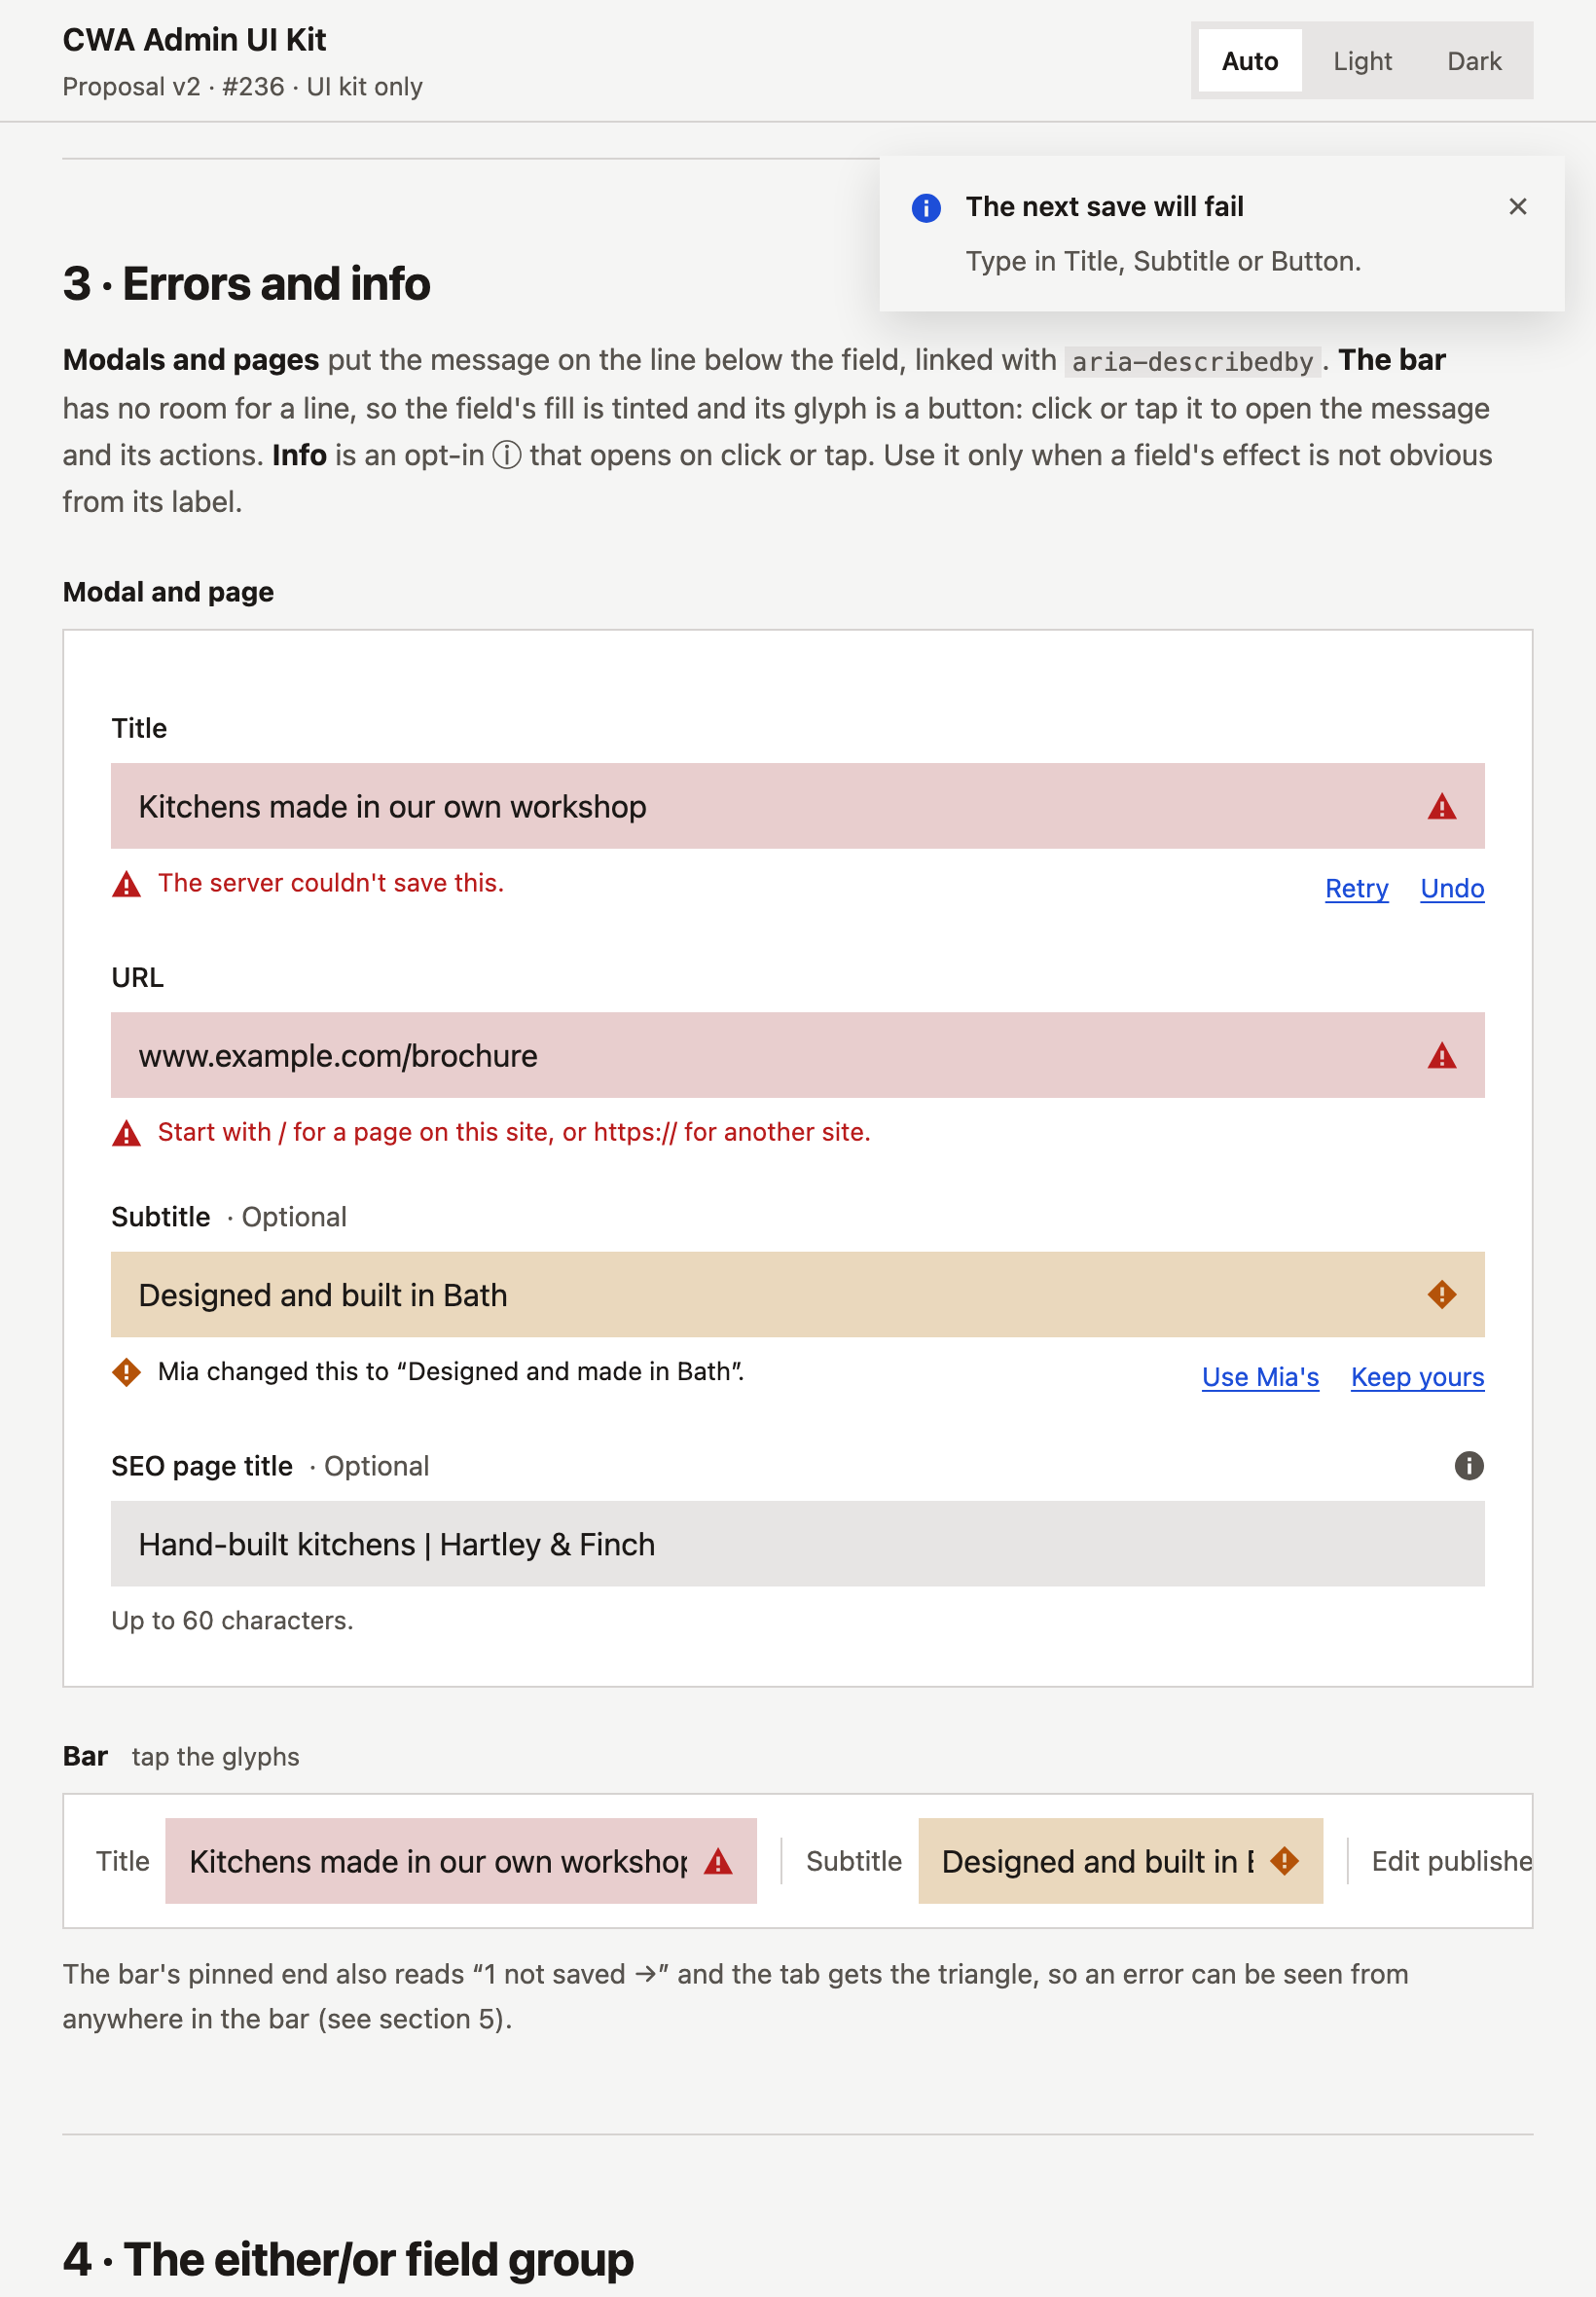 CWA Admin UI Kit
Proposal v2 · #236 · UI kit only
Auto
Light
Dark
The next save will fail
Type in Title, Subtitle or Button.
3 · Errors and info
Modals and pages put the message on the line below the field, linked with aria-describedby. The bar
has no room for a line, so the field's fill is tinted and its glyph is a button: click or tap it to open the message
and its actions. Info is an opt-in ⓘ that opens on click or tap. Use it only when a field's effect is not obvious
from its label.
Modal and page
Title
Kitchens made in our own workshop
The server couldn't save this.
Retry
Undo
URL
www.example.com/brochure
Start with / for a page on this site, or https:// for another site.
Subtitle · Optional
Designed and built in Bath
Mia changed this to “Designed and made in Bath”.
Use Mia's
Keep yours
SEO page title · Optional
Hand-built kitchens | Hartley & Finch
Up to 60 characters.
Bar tap the glyphs
Title
Kitchens made in our own workshop
Subtitle
Designed and built in
Edit publishe
The bar's pinned end also reads “1 not saved →” and the tab gets the triangle, so an error can be seen from
anywhere in the bar (see section 5).
4 · The either/or field group